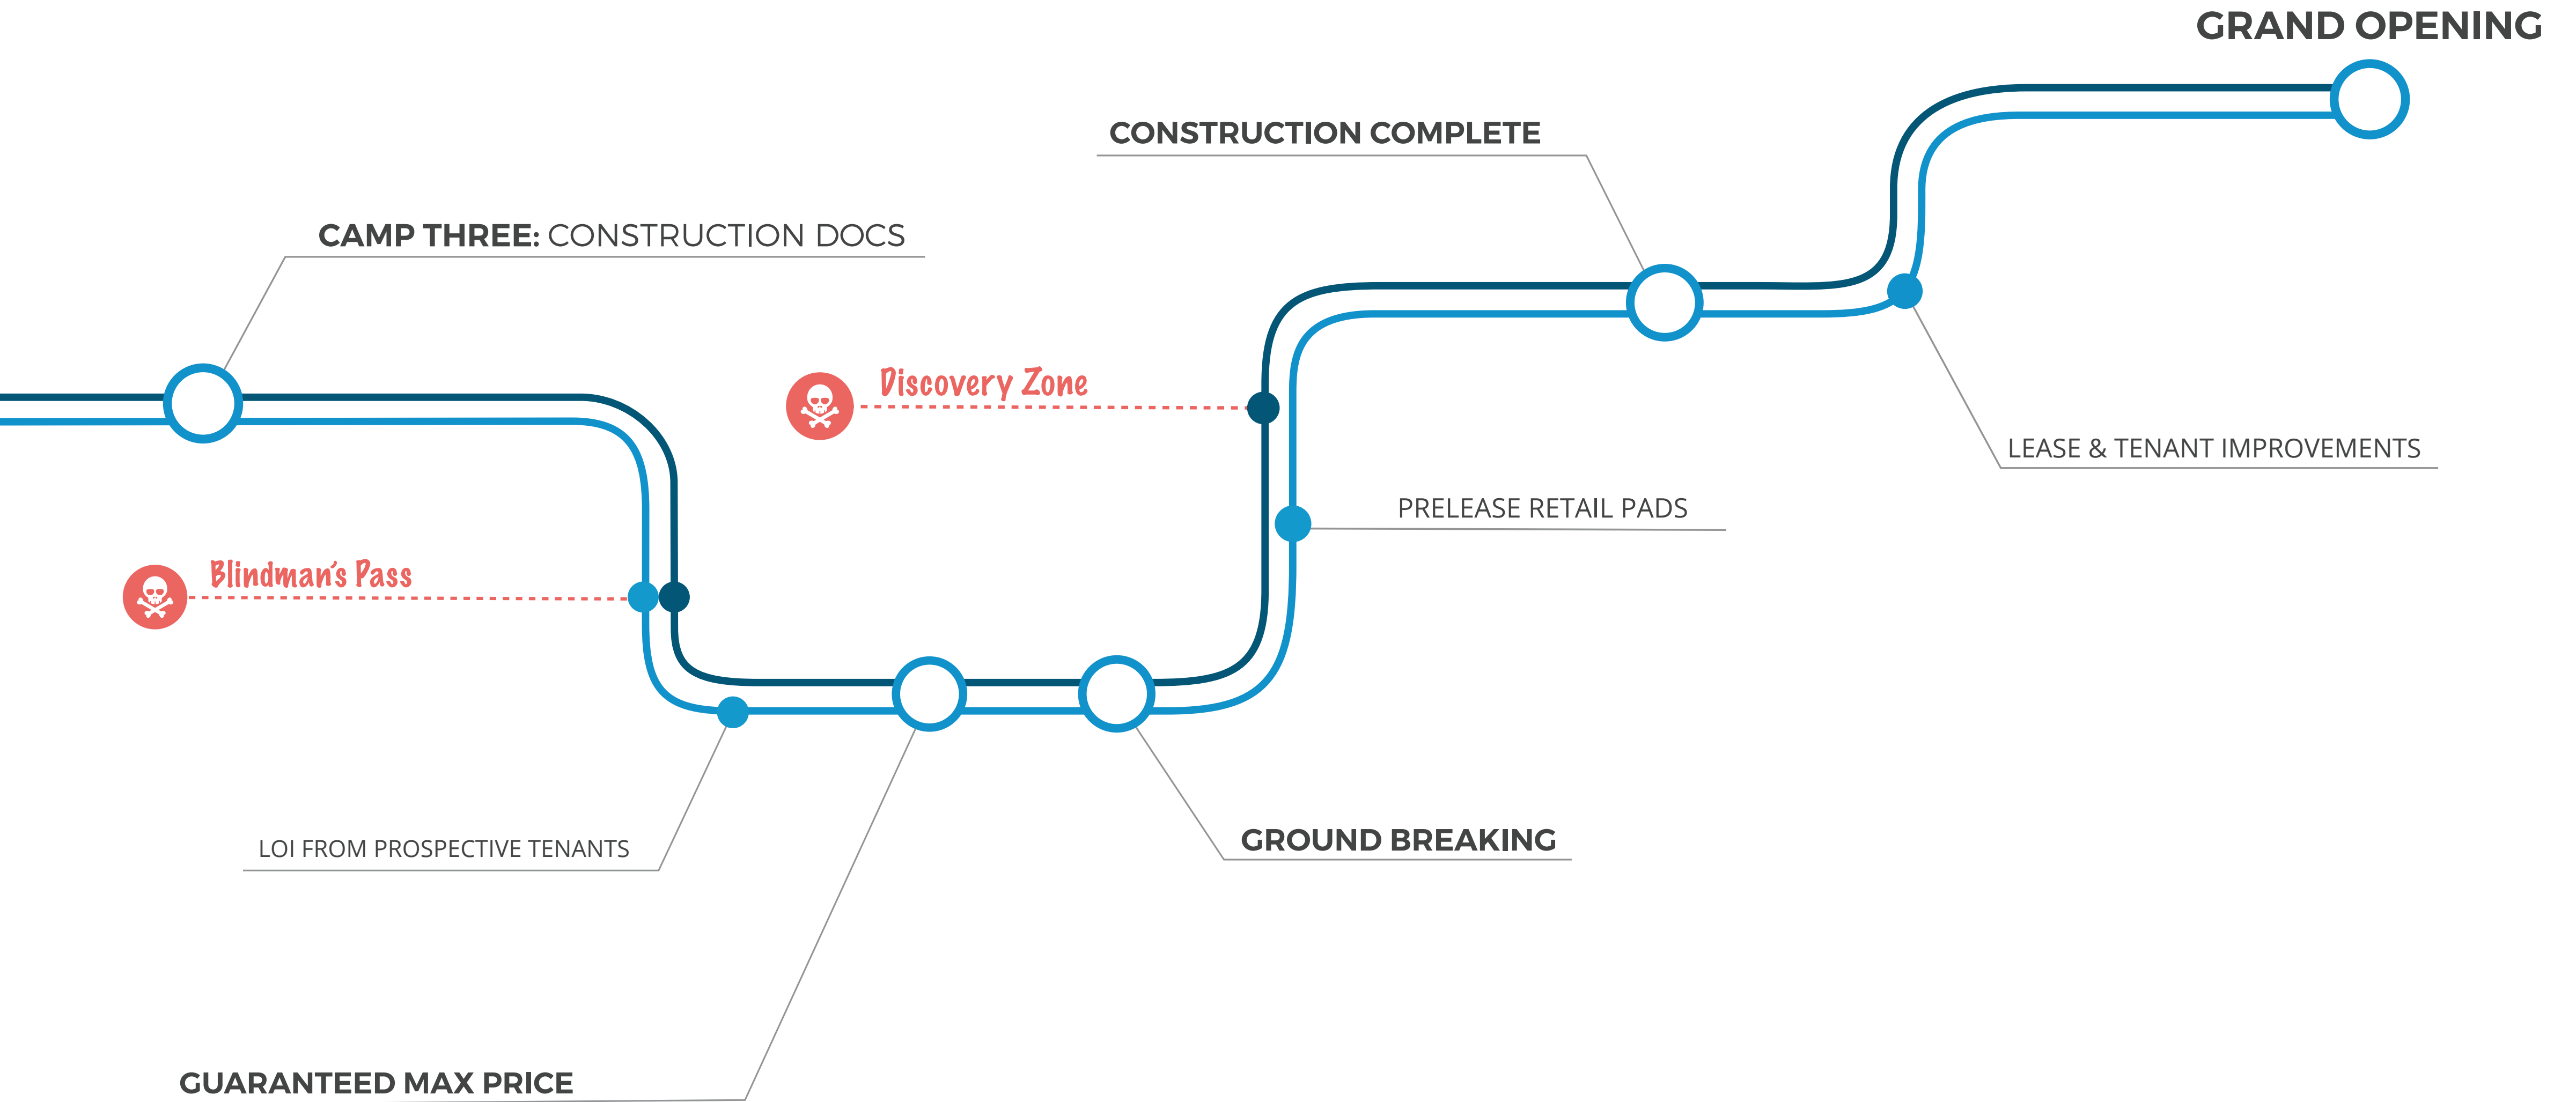 GRAND OPENING
CONSTRUCTION COMPLETE
CAMP THREE: CONSTRUCTION DOCS
Discovery Zone
LEASE & TENANT IMPROVEMENTS
PRELEASE RETAIL PADS
Blindman's Pass
LOI FROM PROSPECTIVE TENANTS
GROUND BREAKING
GUARANTEED MAX PRICE